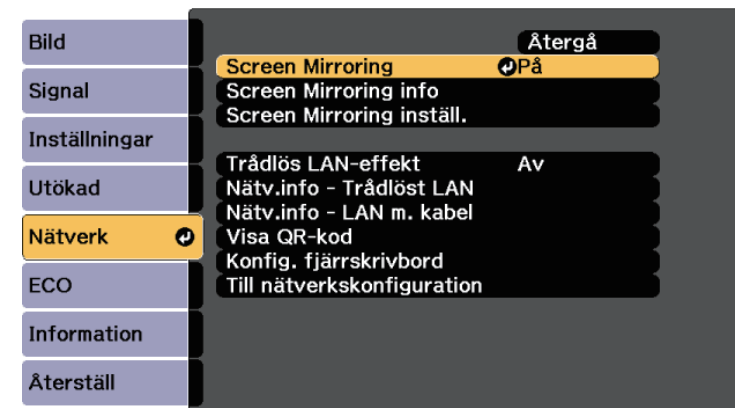 Bild
Signal
Inställningar
Utökad
Nätverk
ECO
Information
Återställ
Återgå
Screen Mirroring På
Screen Mirroring info
Screen Mirroring inställ.
Trådlös LAN-effekt Av
Nätv.info - Trådlöst LAN
Nätv.info - LAN m. kabel
Visa QR-kod
Konfig. fjärrskrivbord
Till nätverkskonfiguration